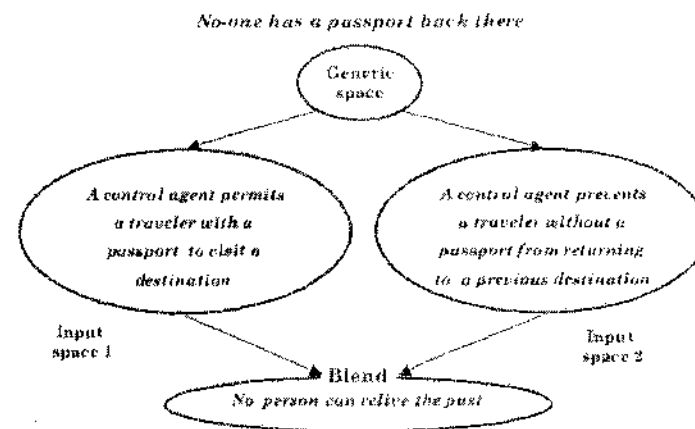 No-one has a passport back there
Generic
space
A control agent permits
a traveler with a
passport to visit a
destination
A control agent prevents
a traveler without a
passport from returning
to a previous destination
Input
space 1
Input
space 2
Blend
No person can relive the past